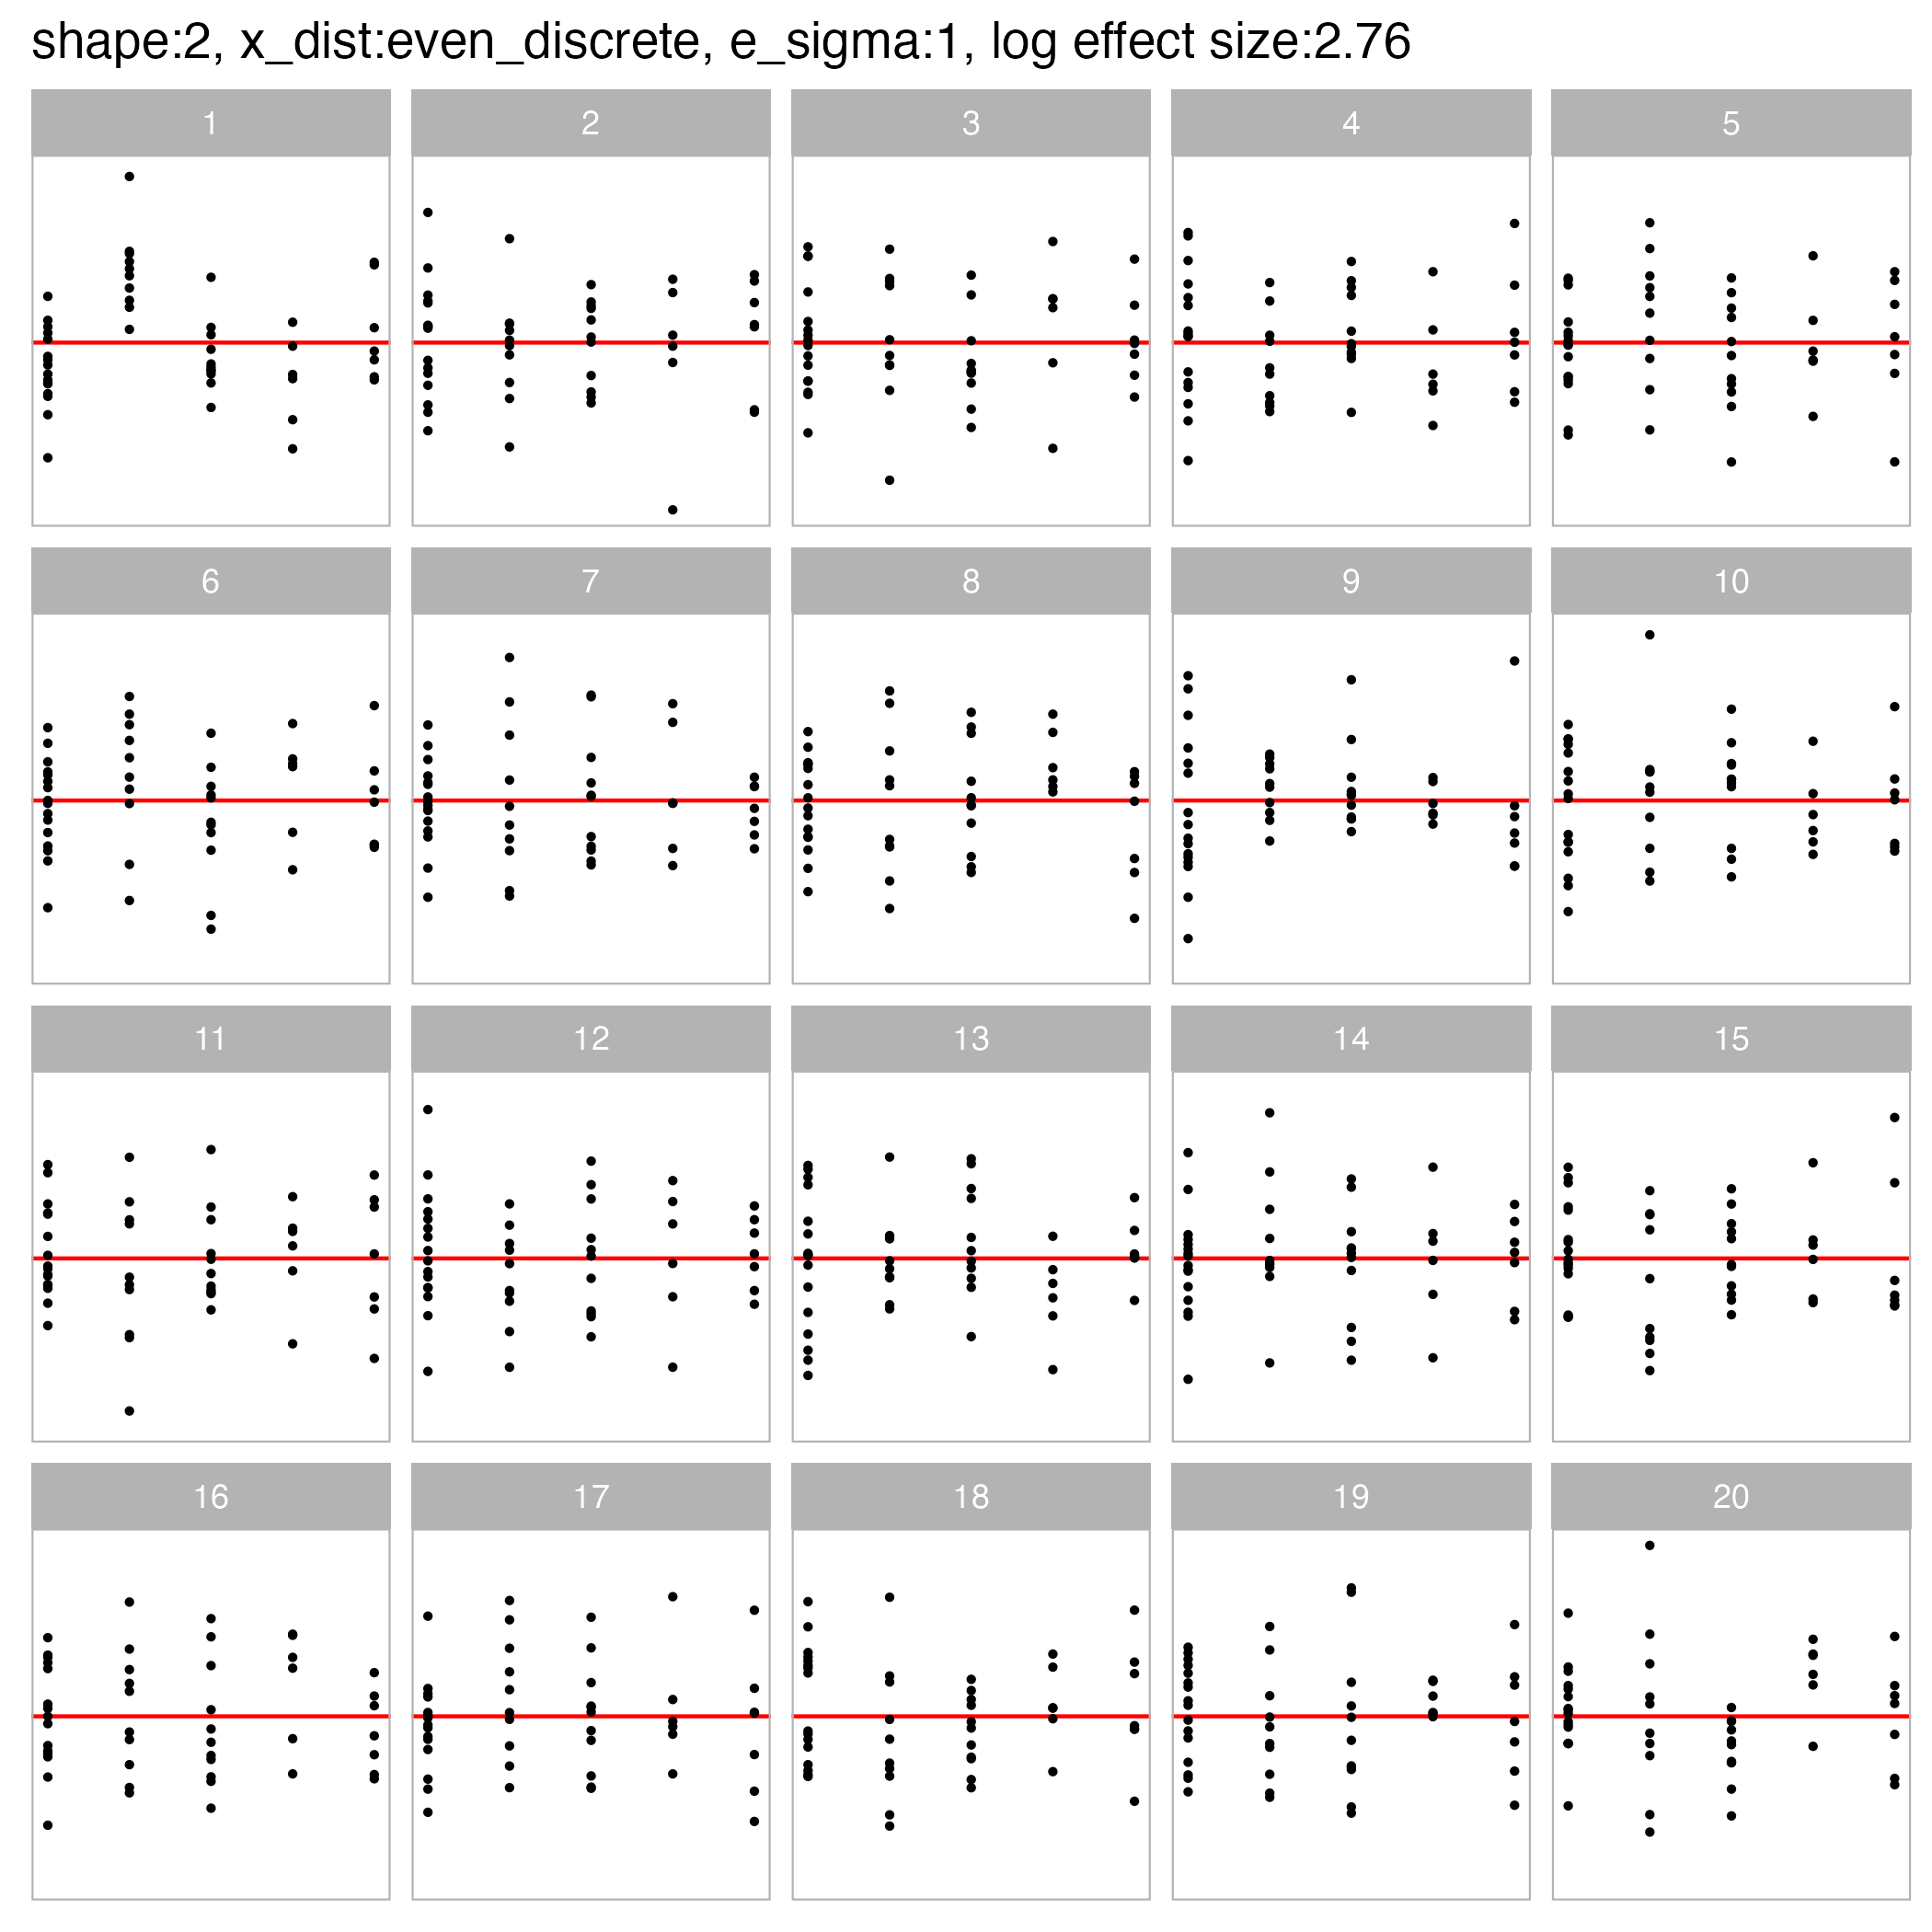 shape:2, x_dist:even_discrete, e_sigma:1, log effect size:2.76
1 2 3 4 5
6 7 8 9 10
11 12 13 14 15
16 17 18 19 20